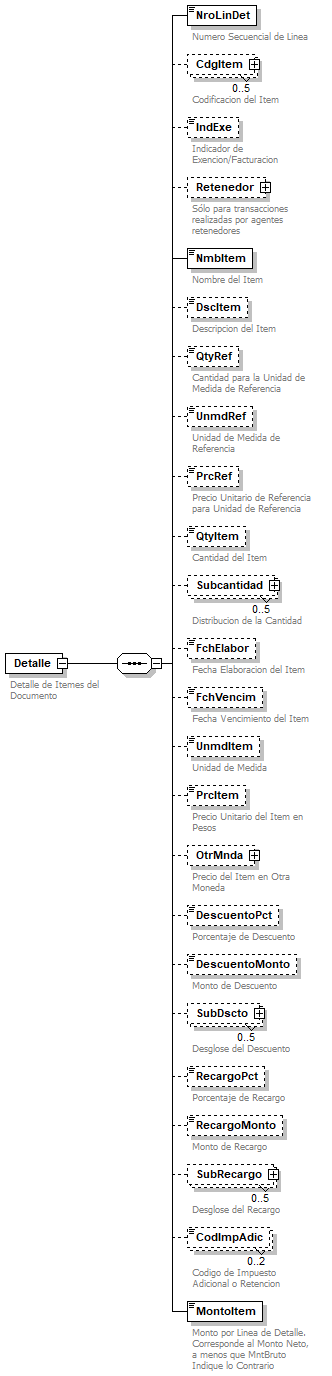 NroLinDet
Numero Secuencial de Linea
CdgItem
0..5
Codificacion del Item
IndExe
Indicador de
Exencion/Facturacion
Retenedor
Sólo para transacciones
realizadas por agentes
retenedores
NmbItem
Nombre del Item
DscItem
Descripcion del Item
QtyRef
Cantidad para la Unidad de
Medida de Referencia
UnmdRef
Unidad de Medida de
Referencia
PrcRef
Precio Unitario de Referencia
para Unidad de Referencia
QtyItem
Cantidad del Item
Subcantidad
0..5
Distribucion de la Cantidad
FchElabor
Fecha Elaboracion del Item
Detalle
Detalle de Itemes del
Documento
FchVencim
Fecha Vencimiento del Item
UnmdItem
Unidad de Medida
PrcItem
Precio Unitario del Item en
Pesos
OtrMnda
Precio del Item en Otra
Moneda
DescuentoPct
Porcentaje de Descuento
DescuentoMonto
Monto de Descuento
SubDscto
0..5
Desglose del Descuento
RecargoPct
Porcentaje de Recargo
RecargoMonto
Monto de Recargo
SubRecargo
0..5
Desglose del Recargo
CodImpAdic
0..2
Codigo de Impuesto
Adicional o Retencion
MontoItem
Monto por Linea de Detalle.
Corresponde al Monto Neto,
a menos que MntBruto
Indique lo Contrario